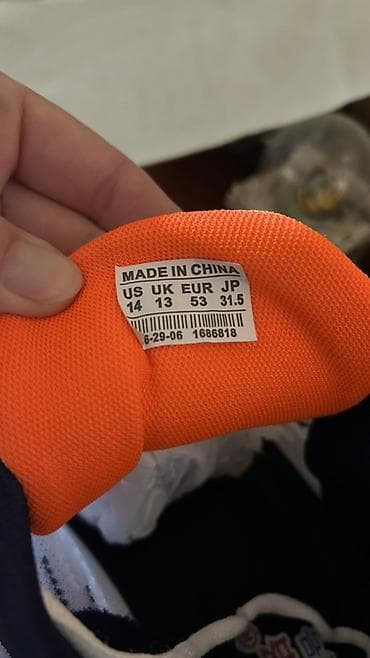 MADE IN CHINA
US UK EUR JP
14 13 53 31.5
6-29-06 1686818